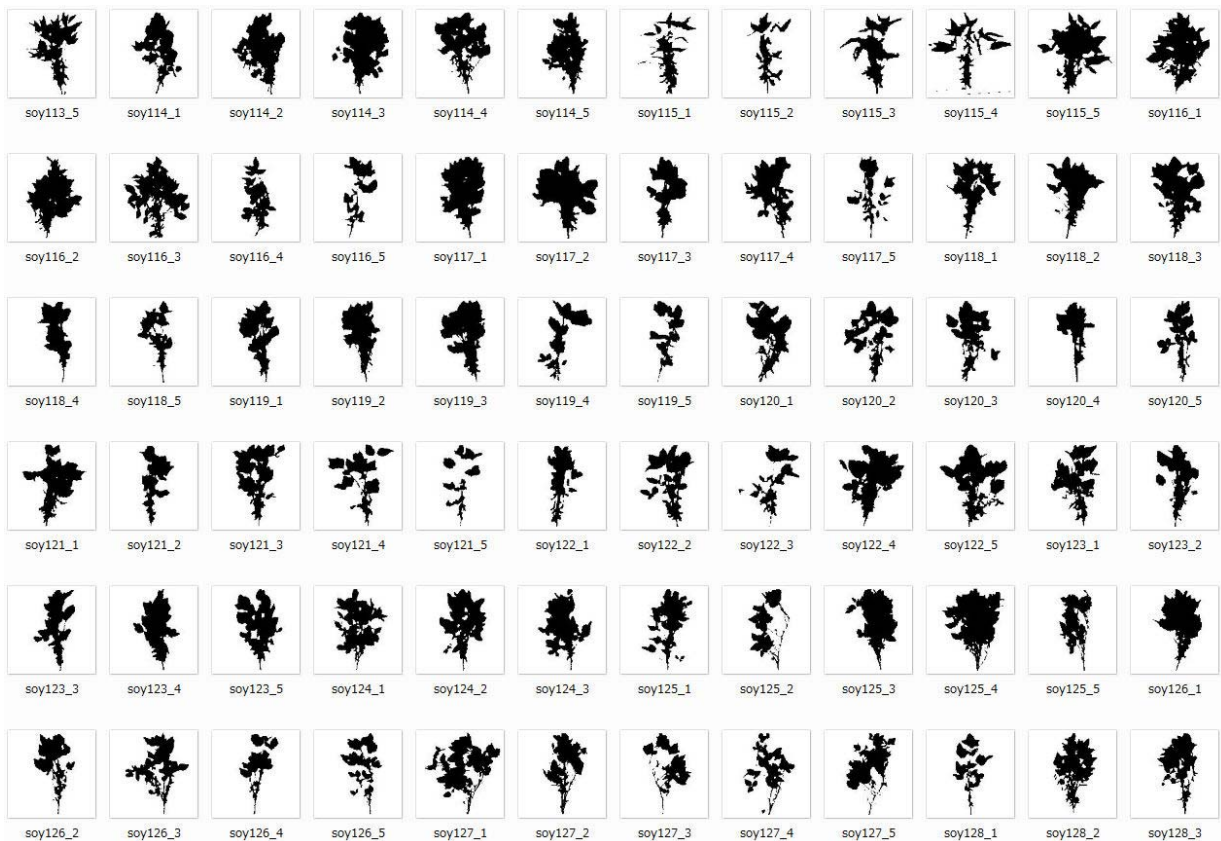 soy113_5 soy114_1 soy114_2 soy114_3 soy114_4 soy114_5 soy115_1 soy115_2 soy115_3 soy115_4 soy115_5 soy116_1
soy116_2 soy116_3 soy116_4 soy116_5 soy117_1 soy117_2 soy117_3 soy117_4 soy117_5 soy118_1 soy118_2 soy118_3
soy118_4 soy118_5 soy119_1 soy119_2 soy119_3 soy119_4 soy119_5 soy120_1 soy120_2 soy120_3 soy120_4 soy120_5
soy121_1 soy121_2 soy121_3 soy121_4 soy121_5 soy122_1 soy122_2 soy122_3 soy122_4 soy122_5 soy123_1 soy123_2
soy123_3 soy123_4 soy123_5 soy124_1 soy124_2 soy124_3 soy125_1 soy125_2 soy125_3 soy125_4 soy125_5 soy126_1
soy126_2 soy126_3 soy126_4 soy126_5 soy127_1 soy127_2 soy127_3 soy127_4 soy127_5 soy128_1 soy128_2 soy128_3